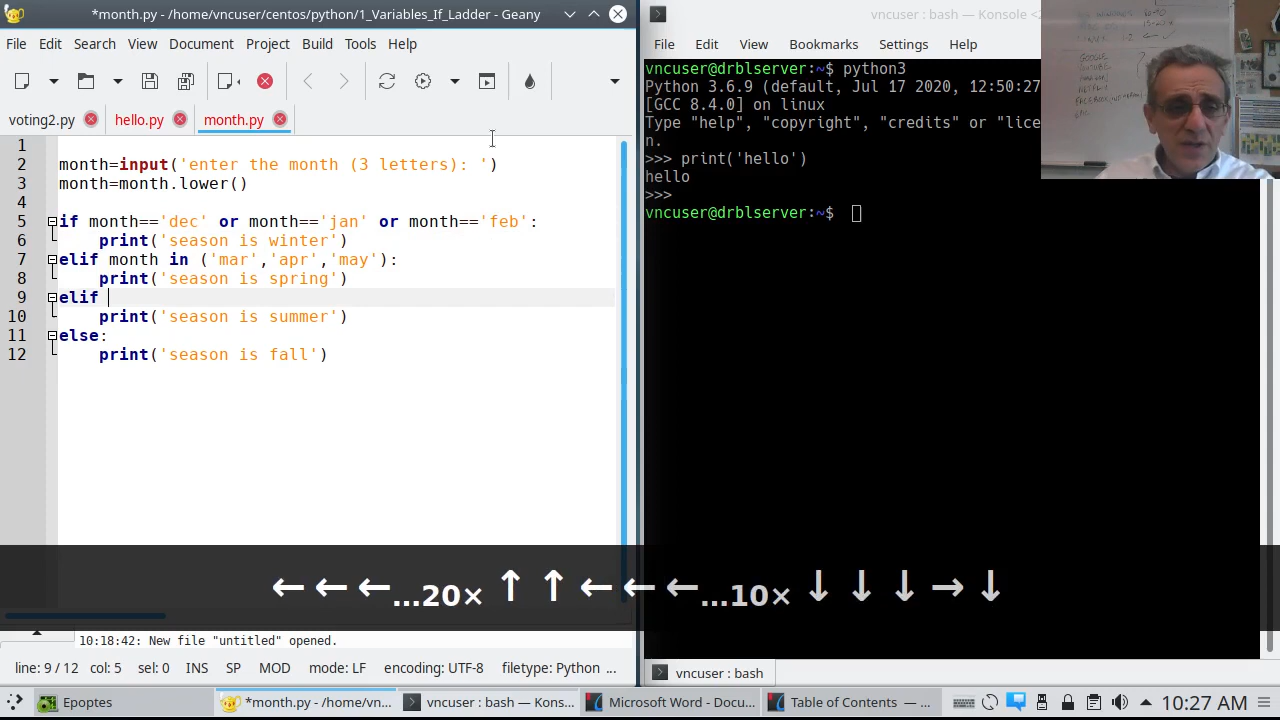 *month.py - /home/vncuser/centos/python/1_Variables_If_Ladder - Geany
File Edit Search View Document Project Build Tools Help
voting2.py hello.py month.py
1
2 month=input('enter the month (3 letters): ')
3 month=month.lower()
4
5 if month=='dec' or month=='jan' or month=='feb':
6 print('season is winter')
7 elif month in ('mar','apr','may'):
8 print('season is spring')
9 elif
10 print('season is summer')
11 else:
12 print('season is fall')
10:18:42: New file "untitled" opened.
line: 9 / 12 col: 5 sel: 0 INS SP MOD mode: LF encoding: UTF-8 filetype: Python ...
vncuser : bash — Konsole <2
File Edit View Bookmarks Settings Help
vncuser@drblserver:~$ python3
Python 3.6.9 (default, Jul 17 2020, 12:50:27
[GCC 8.4.0] on linux
Type "help", "copyright", "credits" or "lice
n.
>>> print('hello')
hello
>>>
vncuser@drblserver:~$
vncuser : bash
←←←...20× ↑↑←←←...10× ↓↓↓→↓
Epoptes
*month.py - /home/vn...
vncuser : bash — Kons...
Microsoft Word - Docu...
Table of Contents — ...
10:27 AM